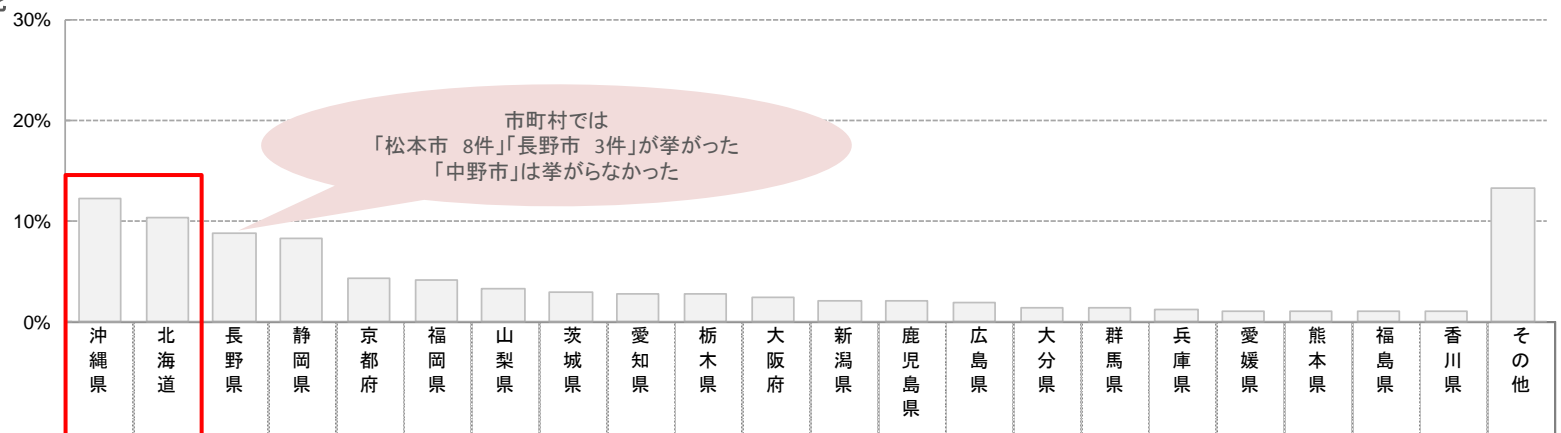 30%
20%
10%
0%
市町村では
「松本市 8件」「長野市 3件」が挙がった
「中野市」は挙がらなかった
沖縄県
北海道
長野県
静岡県
京都府
福岡県
山梨県
茨城県
愛知県
栃木県
大阪府
新潟県
鹿児島県
広島県
大分県
群馬県
兵庫県
愛媛県
熊本県
福島県
香川県
その他